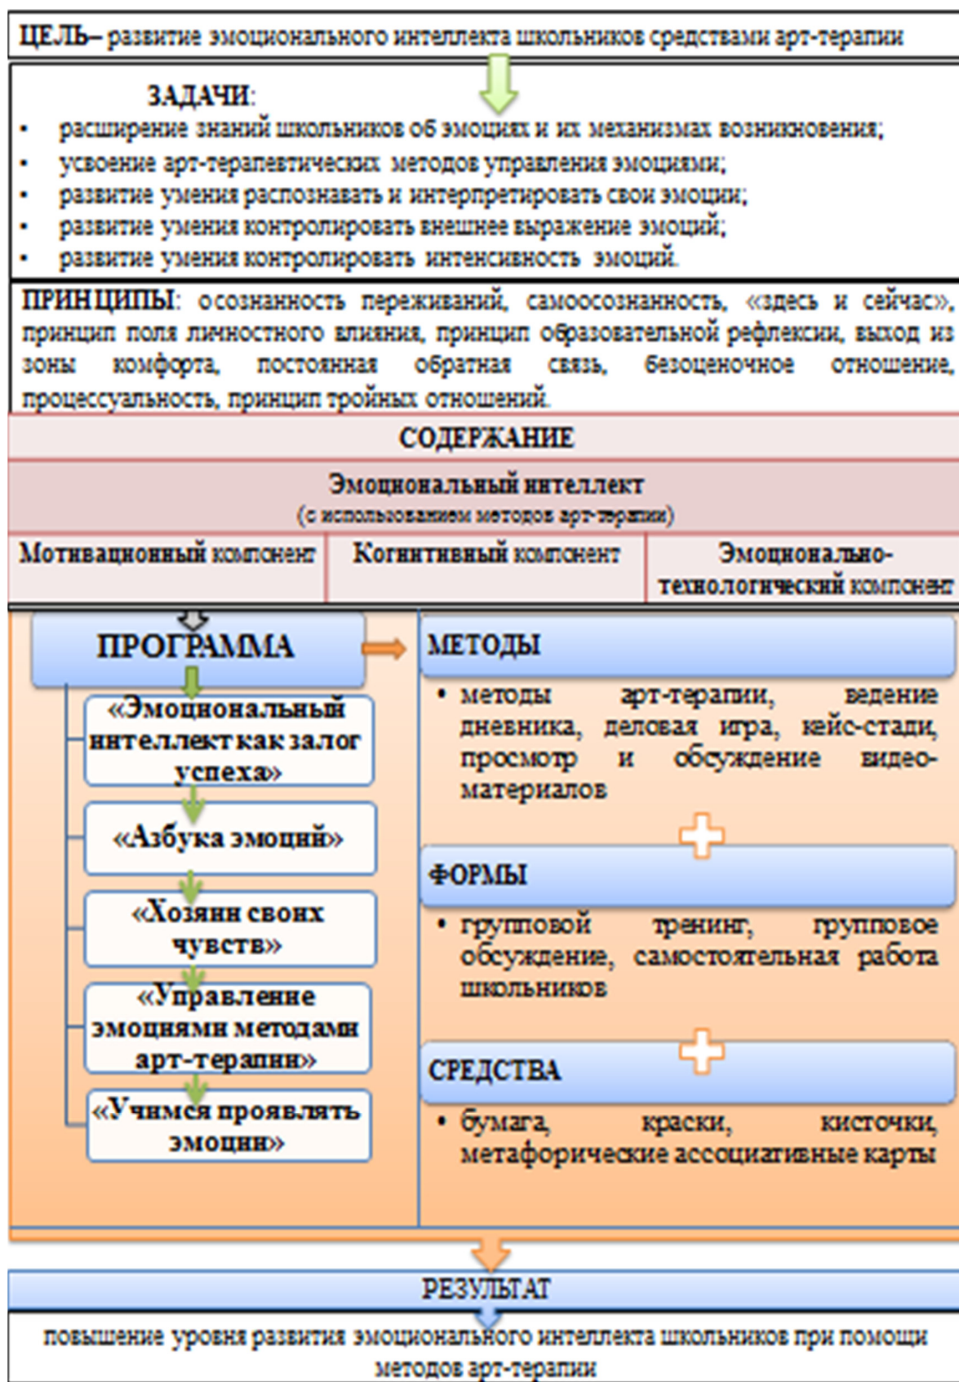 ЦЕЛЬ– развитие эмоционального интеллекта школьников средствами арт-терапии
ЗАДАЧИ:
• расширение знаний школьников об эмоциях и их механизмах возникновения;
• усвоение арт-терапевтических методов управления эмоциями;
• развитие умения распознавать и интерпретировать свои эмоции;
• развитие умения контролировать внешнее выражение эмоций;
• развитие умения контролировать интенсивность эмоций.
ПРИНЦИПЫ: осознанность переживаний, самоосознанность, «здесь и сейчас»,
принцип поля личностного влияния, принцип образовательной рефлексии, выход из
зоны комфорта, постоянная обратная связь, безоценочное отношение,
процессуальность, принцип тройных отношений.
СОДЕРЖАНИЕ
Эмоциональный интеллект
(с использованием методов арт-терапии)
Мотивационный компонент
Когнитивный компонент
Эмоционально-
технологический компонент
ПРОГРАММА
«Эмоциональный
интеллект как залог
успеха»
«Азбука эмоций»
«Хозяин своих
чувств»
«Управление
эмоциями методами
арт-терапии»
«Учимся проявлять
эмоции»
МЕТОДЫ
• методы арт-терапии, ведение
дневника, деловая игра, кейс-стади,
просмотр и обсуждение видео-
материалов
ФОРМЫ
• групповой тренинг, групповое
обсуждение, самостоятельная работа
школьников
СРЕДСТВА
• бумага, краски, кисточки,
метафорические ассоциативные карты
РЕЗУЛЬТАТ
повышение уровня развития эмоционального интеллекта школьников при помощи
методов арт-терапии